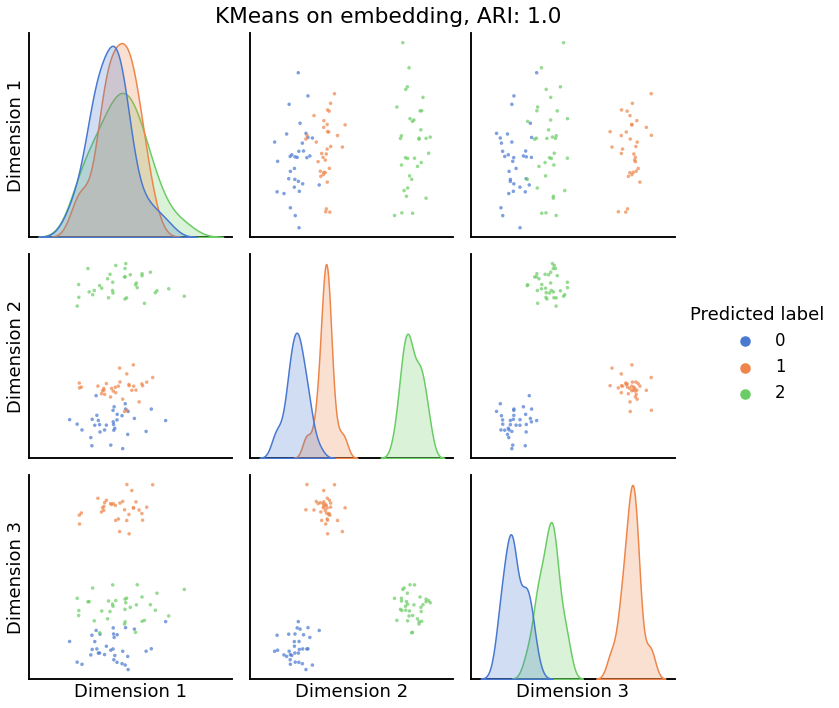 KMeans on embedding, ARI: 1.0
Dimension 1
Dimension 2
Dimension 3
Predicted label
0
1
2
Dimension 1
Dimension 2
Dimension 3